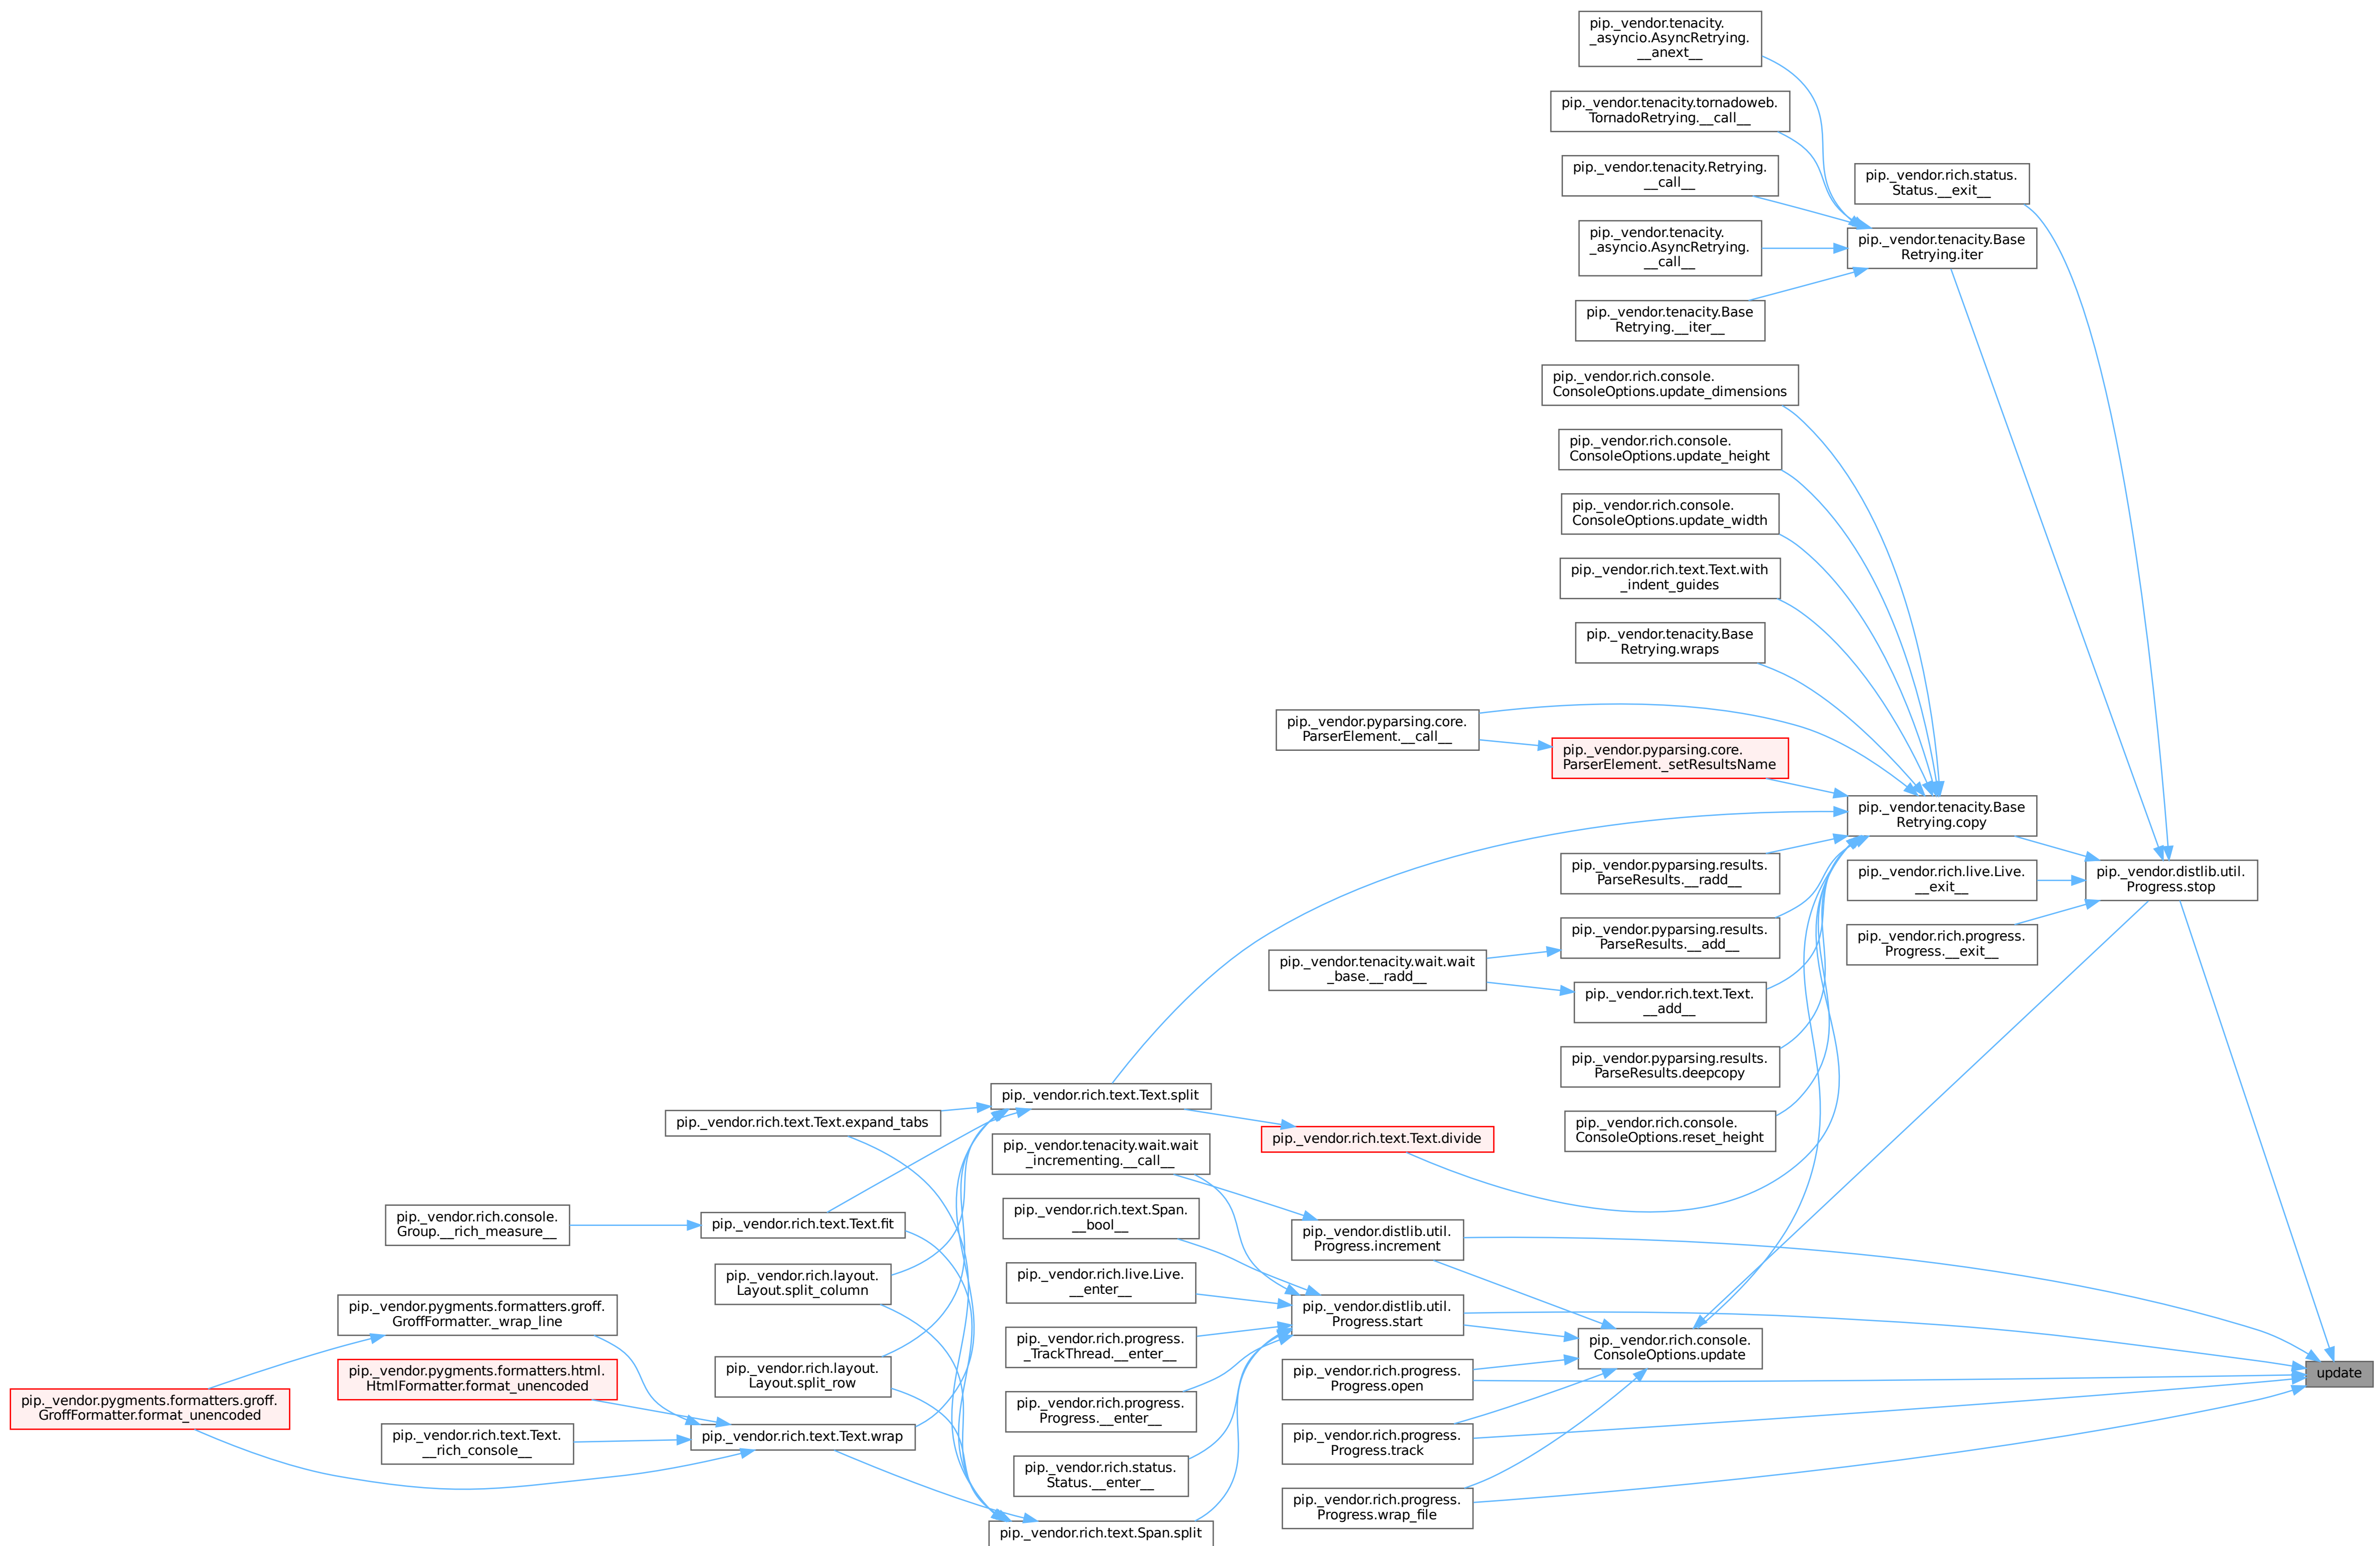 pip._vendor.tenacity.
_asyncio.AsyncRetrying.
__anext__
pip._vendor.tenacity.tornadoweb.
TornadoRetrying.__call__
pip._vendor.tenacity.Retrying.
__call__
pip._vendor.rich.status.
Status.__exit__
pip._vendor.tenacity.
_asyncio.AsyncRetrying.
__call__
pip._vendor.tenacity.Base
Retrying.iter
pip._vendor.tenacity.Base
Retrying.__iter__
pip._vendor.rich.console.
ConsoleOptions.update_dimensions
pip._vendor.rich.console.
ConsoleOptions.update_height
pip._vendor.rich.console.
ConsoleOptions.update_width
pip._vendor.rich.text.Text.with
_indent_guides
pip._vendor.tenacity.Base
Retrying.wraps
pip._vendor.pyparsing.core.
ParserElement.__call__
pip._vendor.pyparsing.core.
ParserElement._setResultsName
pip._vendor.tenacity.Base
Retrying.copy
pip._vendor.pyparsing.results.
ParseResults.__radd__
pip._vendor.rich.live.Live.
__exit__
pip._vendor.distlib.util.
Progress.stop
pip._vendor.pyparsing.results.
ParseResults.__add__
pip._vendor.rich.progress.
Progress.__exit__
pip._vendor.tenacity.wait.wait
_base.__radd__
pip._vendor.rich.text.Text.
__add__
pip._vendor.pyparsing.results.
ParseResults.deepcopy
pip._vendor.rich.text.Text.split
pip._vendor.rich.text.Text.expand_tabs
pip._vendor.rich.console.
ConsoleOptions.reset_height
pip._vendor.rich.text.Text.divide
pip._vendor.tenacity.wait.wait
_incrementing.__call__
pip._vendor.rich.console.
Group.__rich_measure__
pip._vendor.rich.text.Text.fit
pip._vendor.rich.text.Span.
__bool__
pip._vendor.distlib.util.
Progress.increment
pip._vendor.rich.layout.
Layout.split_column
pip._vendor.rich.live.Live.
__enter__
pip._vendor.pygments.formatters.groff.
GroffFormatter._wrap_line
pip._vendor.distlib.util.
Progress.start
pip._vendor.rich.progress.
_TrackThread.__enter__
pip._vendor.rich.console.
ConsoleOptions.update
pip._vendor.pygments.formatters.html.
HtmlFormatter.format_unencoded
pip._vendor.rich.layout.
Layout.split_row
pip._vendor.rich.progress.
Progress.open
update
pip._vendor.pygments.formatters.groff.
GroffFormatter.format_unencoded
pip._vendor.rich.progress.
Progress.__enter__
pip._vendor.rich.text.Text.
__rich_console__
pip._vendor.rich.text.Text.wrap
pip._vendor.rich.progress.
Progress.track
pip._vendor.rich.status.
Status.__enter__
pip._vendor.rich.progress.
Progress.wrap_file
pip._vendor.rich.text.Span.split